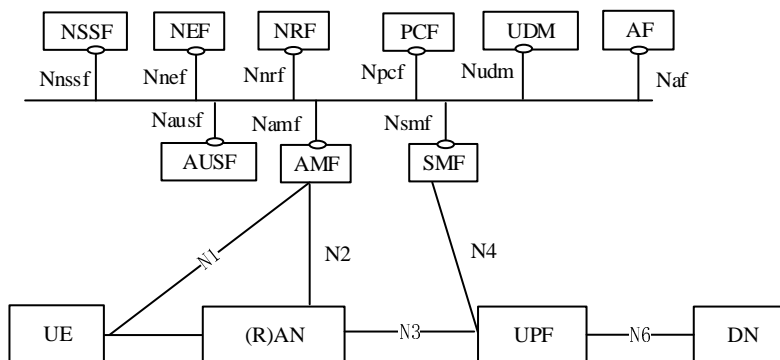 NSSF NEF NRF PCF UDM AF
Nnssf Nnef Nnrf Npcf Nudm Naf
Nausf Namf Nsmf
AUSF AMF SMF
N1 N2 N4
UE (R)AN N3 UPF N6 DN